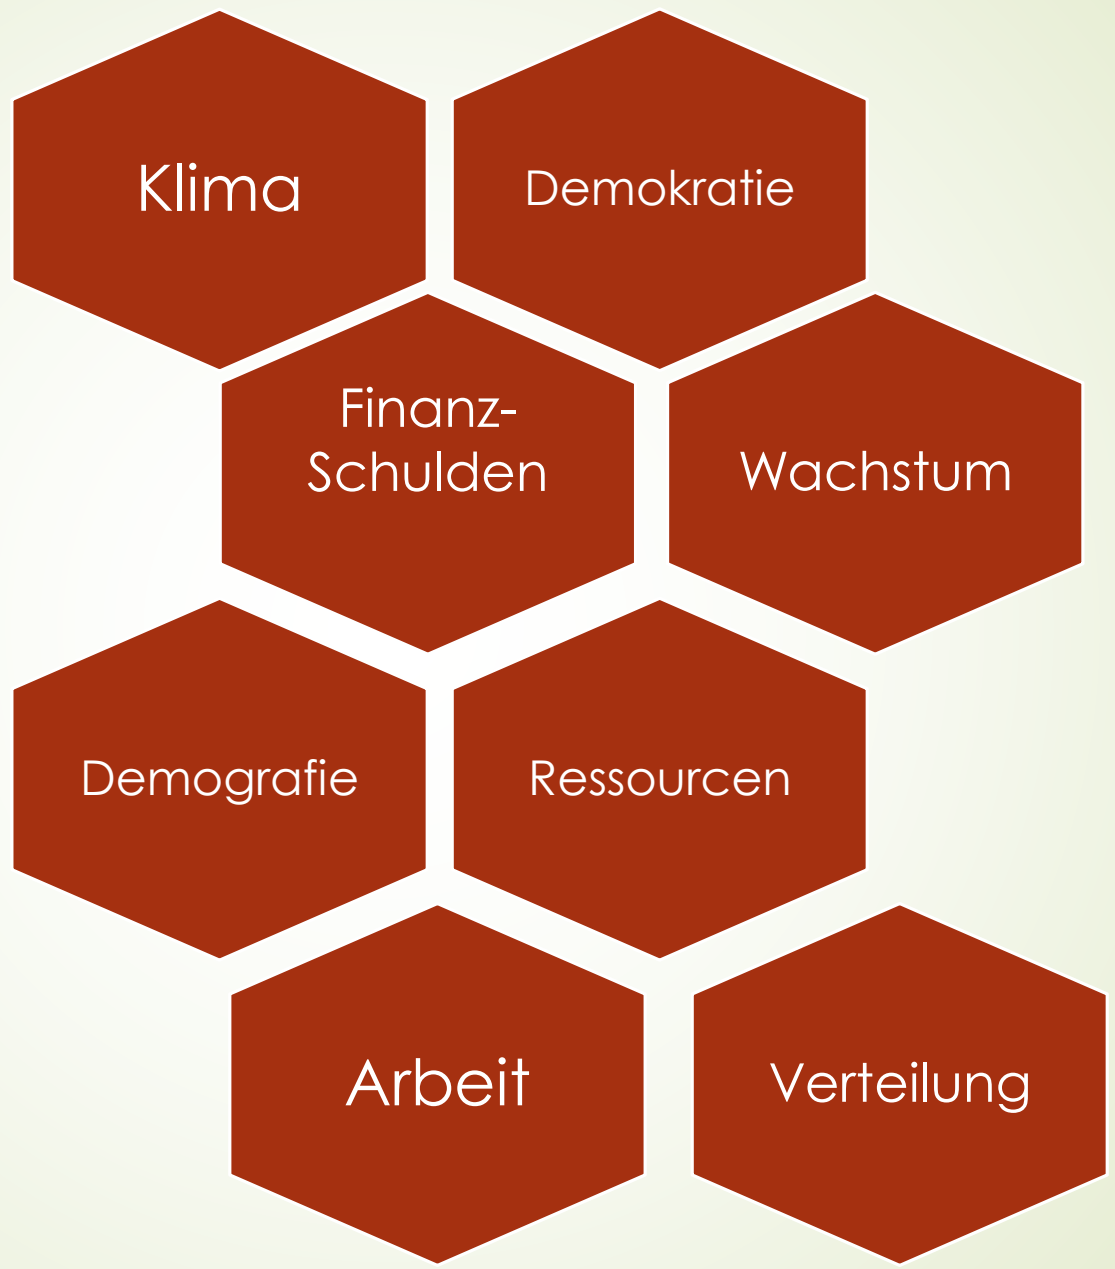 Klima
Demokratie
Finanz-
Schulden
Wachstum
Demografie
Ressourcen
Arbeit
Verteilung